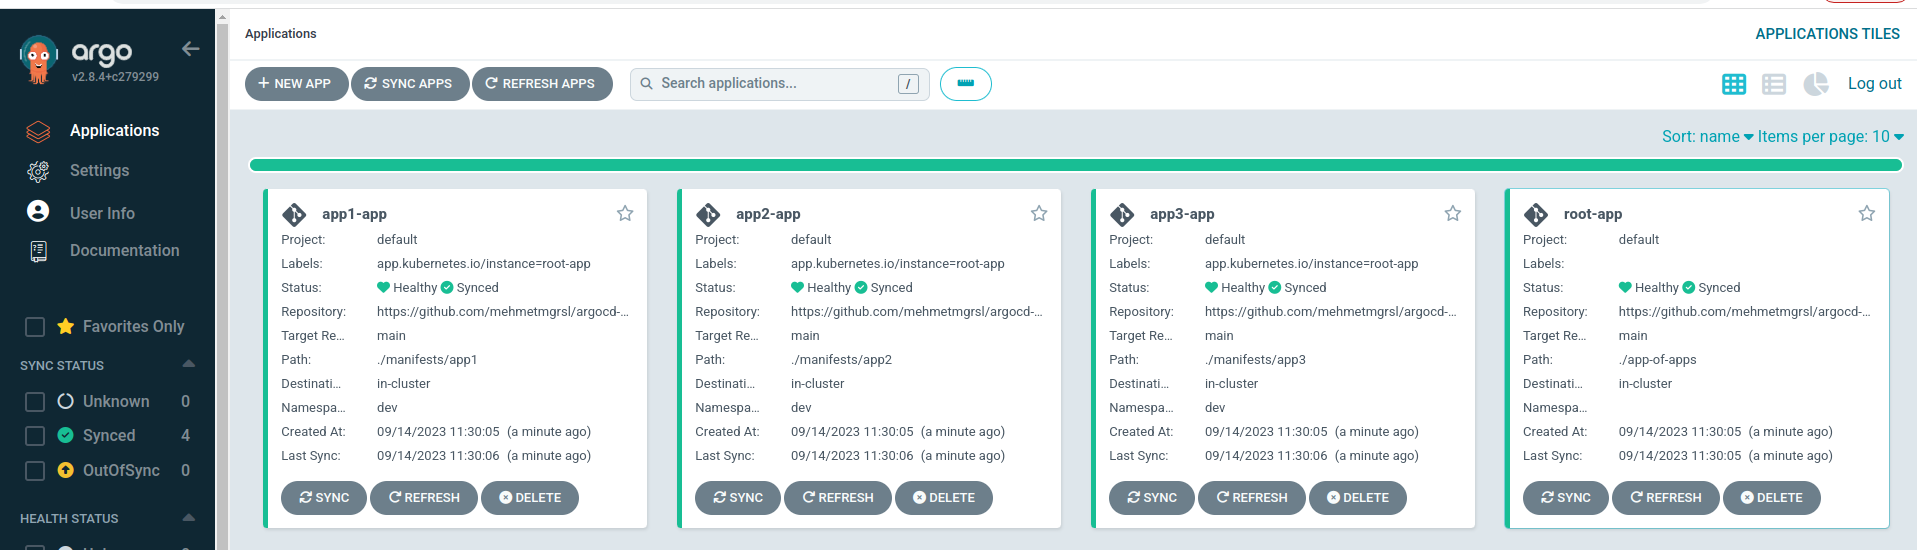 argo
v2.8.4+c279299
Applications
Settings
User Info
Documentation
Favorites Only
SYNC STATUS
Unknown 0
Synced 4
OutOfSync 0
HEALTH STATUS
Applications
APPLICATIONS TILES
+ NEW APP SYNC APPS REFRESH APPS Search applications... / Log out
Sort: name Items per page: 10
app1-app
Project: default
Labels: app.kubernetes.io/instance=root-app
Status: Healthy Synced
Repository: https://github.com/mehmetmgrsl/argocd-...
Target Re... main
Path: ./manifests/app1
Destinati... in-cluster
Namespa... dev
Created At: 09/14/2023 11:30:05 (a minute ago)
Last Sync: 09/14/2023 11:30:06 (a minute ago)
SYNC REFRESH DELETE
app2-app
Project: default
Labels: app.kubernetes.io/instance=root-app
Status: Healthy Synced
Repository: https://github.com/mehmetmgrsl/argocd-...
Target Re... main
Path: ./manifests/app2
Destinati... in-cluster
Namespa... dev
Created At: 09/14/2023 11:30:05 (a minute ago)
Last Sync: 09/14/2023 11:30:06 (a minute ago)
SYNC REFRESH DELETE
app3-app
Project: default
Labels: app.kubernetes.io/instance=root-app
Status: Healthy Synced
Repository: https://github.com/mehmetmgrsl/argocd-...
Target Re... main
Path: ./manifests/app3
Destinati... in-cluster
Namespa... dev
Created At: 09/14/2023 11:30:05 (a minute ago)
Last Sync: 09/14/2023 11:30:06 (a minute ago)
SYNC REFRESH DELETE
root-app
Project: default
Labels:
Status: Healthy Synced
Repository: https://github.com/mehmetmgrsl/argocd-...
Target Re... main
Path: ./app-of-apps
Destinati... in-cluster
Namespa...
Created At: 09/14/2023 11:30:05 (a minute ago)
Last Sync: 09/14/2023 11:30:05 (a minute ago)
SYNC REFRESH DELETE